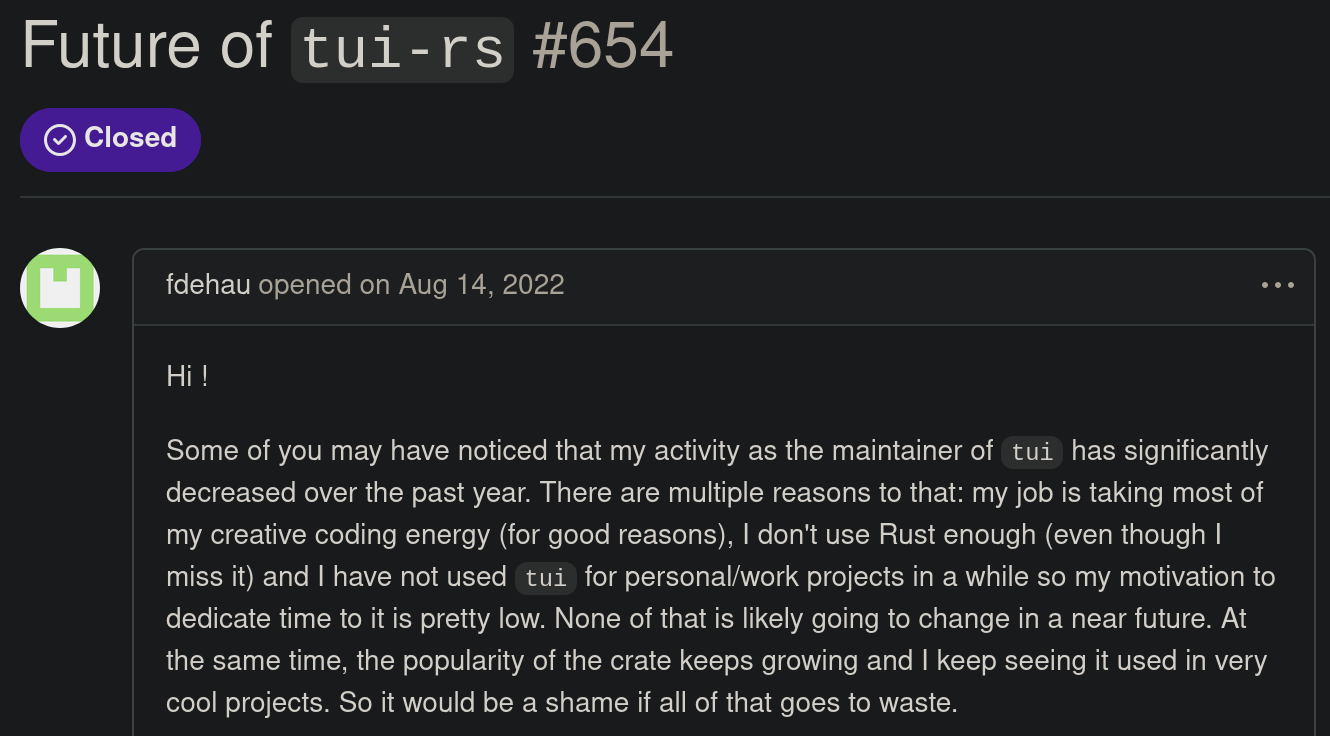 Future of tui-rs #654
Closed
fdehau opened on Aug 14, 2022
Hi !
Some of you may have noticed that my activity as the maintainer of tui has significantly
decreased over the past year. There are multiple reasons to that: my job is taking most of
my creative coding energy (for good reasons), I don't use Rust enough (even though I
miss it) and I have not used tui for personal/work projects in a while so my motivation to
dedicate time to it is pretty low. None of that is likely going to change in a near future. At
the same time, the popularity of the crate keeps growing and I keep seeing it used in very
cool projects. So it would be a shame if all of that goes to waste.